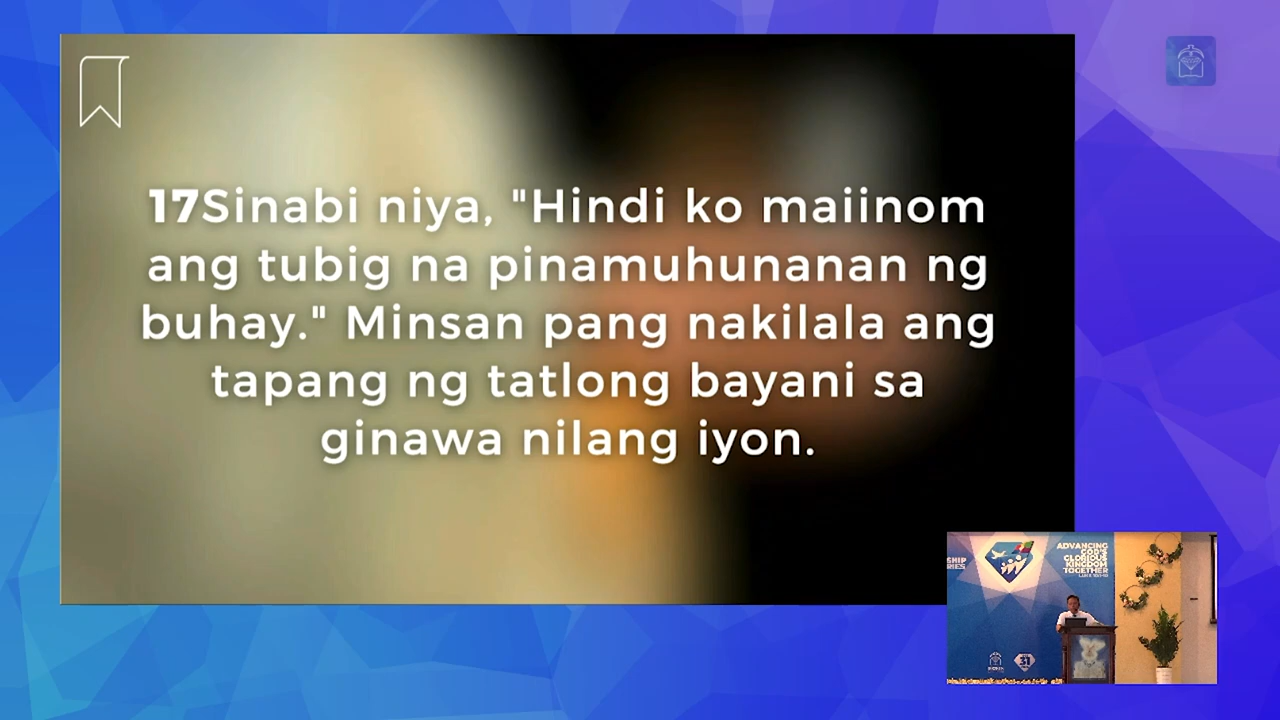 17Sinabi niya, "Hindi ko maiinom
ang tubig na pinamuhunanan ng
buhay." Minsan pang nakilala ang
tapang ng tatlong bayani sa
ginawa nilang iyon.
ADVANCING
GOD'S
GLORIOUS
KINGDOM
TOGETHER
31